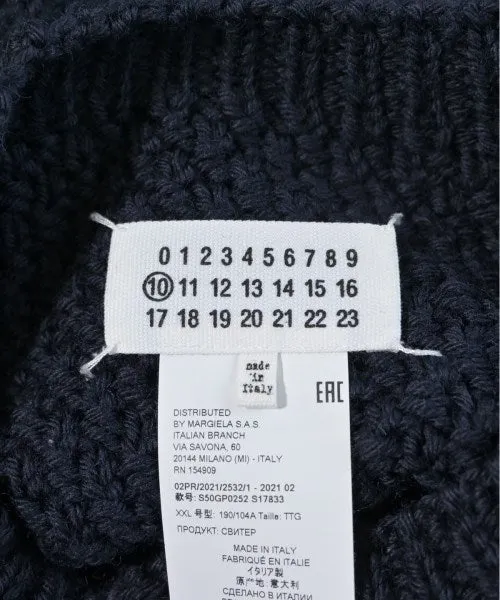 0 1 2 3 4 5 6 7 8 9
10 11 12 13 14 15 16
17 18 19 20 21 22 23
made
in
Italy
EAC
DISTRIBUTED
BY MARGIELA S.A.S.
ITALIAN BRANCH
VIA SAVONA, 60
20144 MILANO (MI) - ITALY
RN 154909
02PR/2021/2532/1 - 2021 02
款号: S50GP0252 S17833
XXL 号型: 190/104A Taille: TTG
ПРОДУКТ: СВИТЕР
MADE IN ITALY
FABRIQUÉ EN ITALIE
イタリア製
原产地: 意大利
СДЕЛАНО В ИТАЛИИ